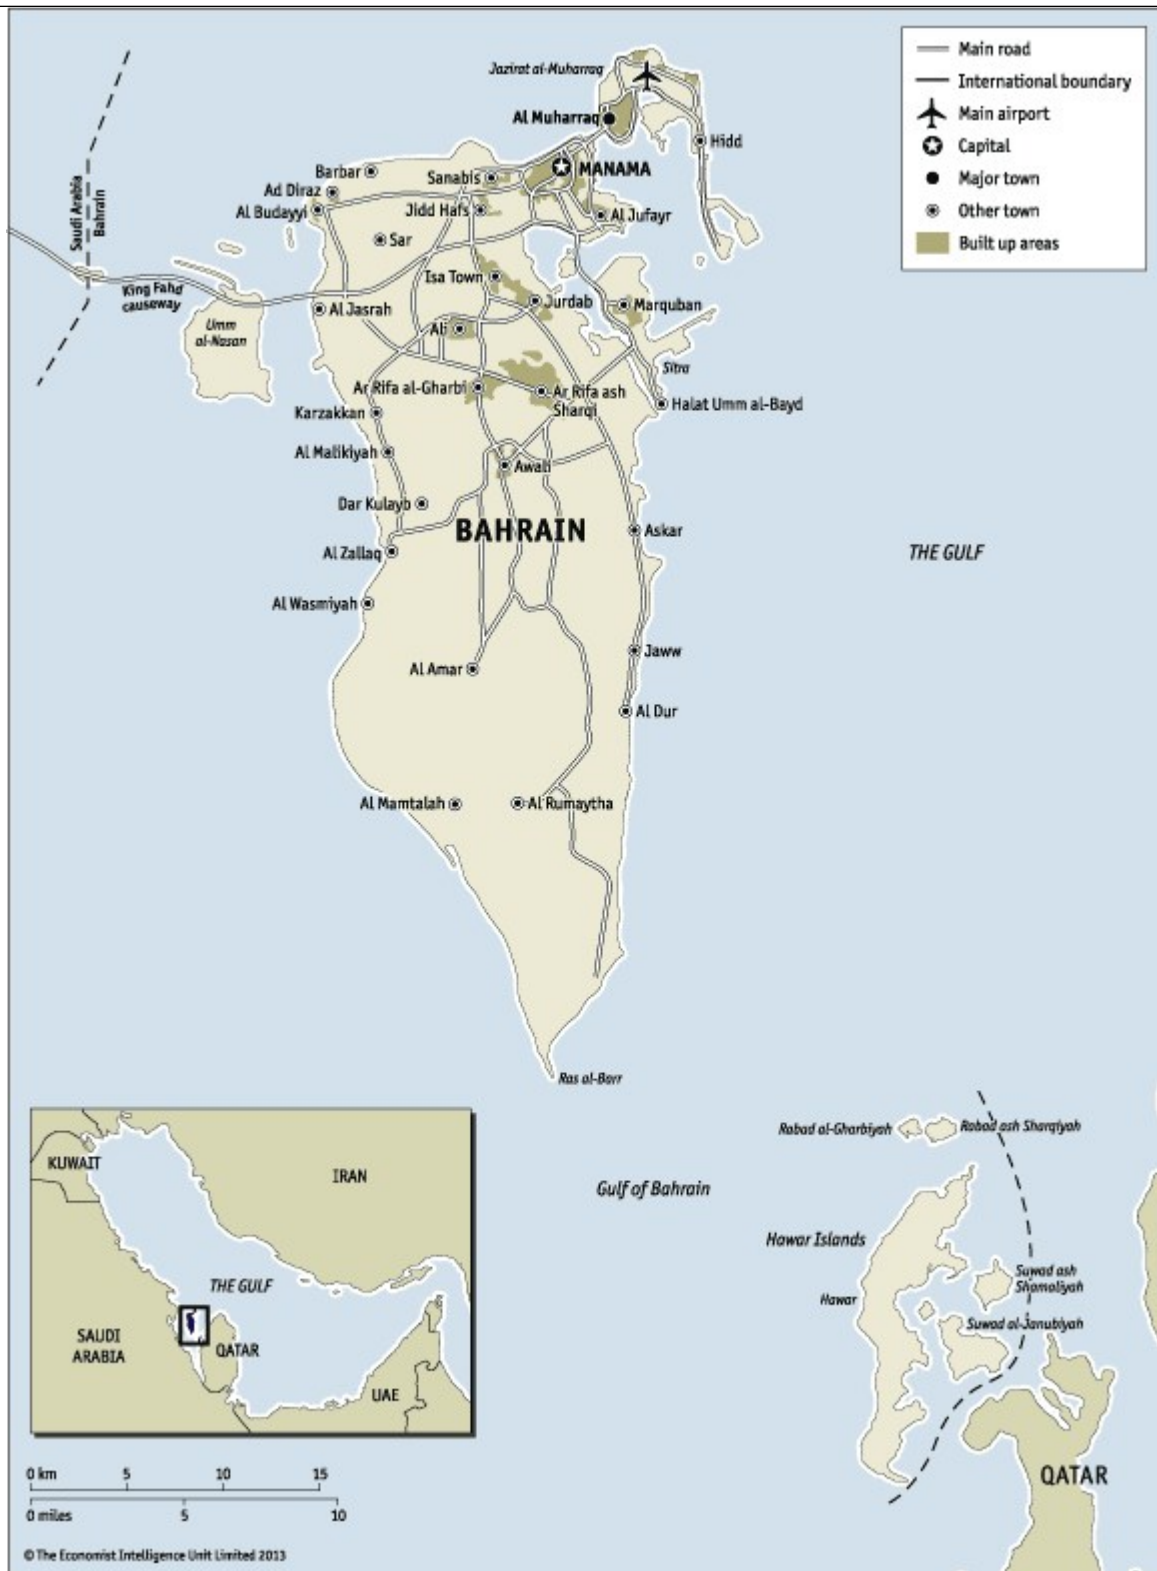 Main road
International boundary
Main airport
Capital
Major town
Other town
Built up areas
Jazirat al-Muharraq
Al Muharraq
Hidd
MANAMA
Barbar
Sanabis
Ad Diraz
Al Budayyi
Jidd Hafs
Al Jufayr
Sar
Saudi Arabia
Bahrain
Isa Town
King Fahd
causeway
Al Jasrah
Jurdab
Marquban
Umm
al-Nasan
Ali
Sitra
Ar Rifa al-Gharbi
Ar Rifa ash
Sharqi
Halat Umm al-Bayd
Karzakkan
Al Malikiyah
Awali
Dar Kulayb
BAHRAIN
Askar
Al Zallaq
THE GULF
Al Wasmiyah
Jaww
Al Amar
Al Dur
Al Mamtalah
Al Rumaytha
Ras al-Barr
Rabad al-Gharbiyah
Rabad ash Sharqiyah
Gulf of Bahrain
Hawar Islands
Hawar
Suwad ash
Shamaliyah
Suwad al-Janubiyah
QATAR
KUWAIT
IRAN
THE GULF
SAUDI
ARABIA
QATAR
UAE
0 km 5 10 15
0 miles 5 10
© The Economist Intelligence Unit Limited 2013